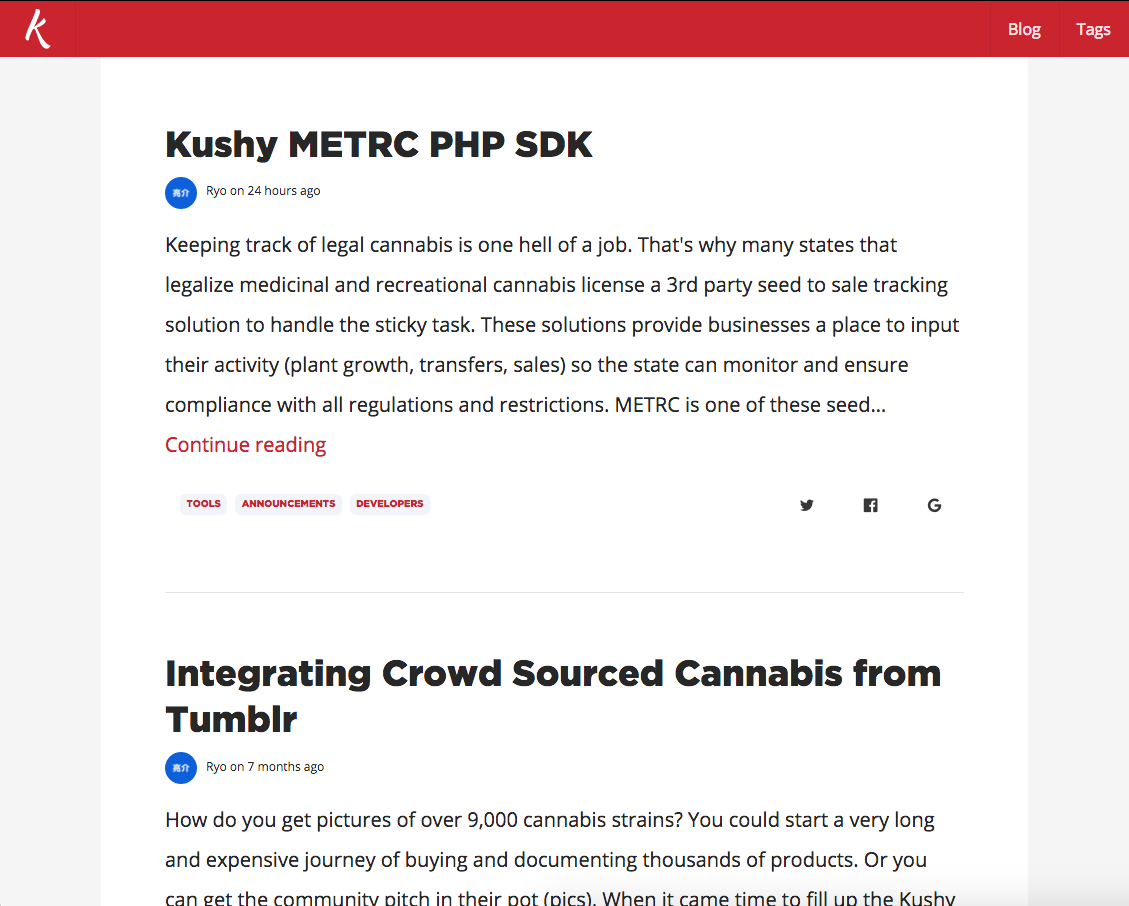 K
Blog
Tags
Kushy METRC PHP SDK
亮介
Ryo on 24 hours ago
Keeping track of legal cannabis is one hell of a job. That's why many states that
legalize medicinal and recreational cannabis license a 3rd party seed to sale tracking
solution to handle the sticky task. These solutions provide businesses a place to input
their activity (plant growth, transfers, sales) so the state can monitor and ensure
compliance with all regulations and restrictions. METRC is one of these seed...
Continue reading
TOOLS
ANNOUNCEMENTS
DEVELOPERS
Integrating Crowd Sourced Cannabis from
Tumblr
亮介
Ryo on 7 months ago
How do you get pictures of over 9,000 cannabis strains? You could start a very long
and expensive journey of buying and documenting thousands of products. Or you
can get the community pitch in their pot (pics). When it came time to fill up the Kushy